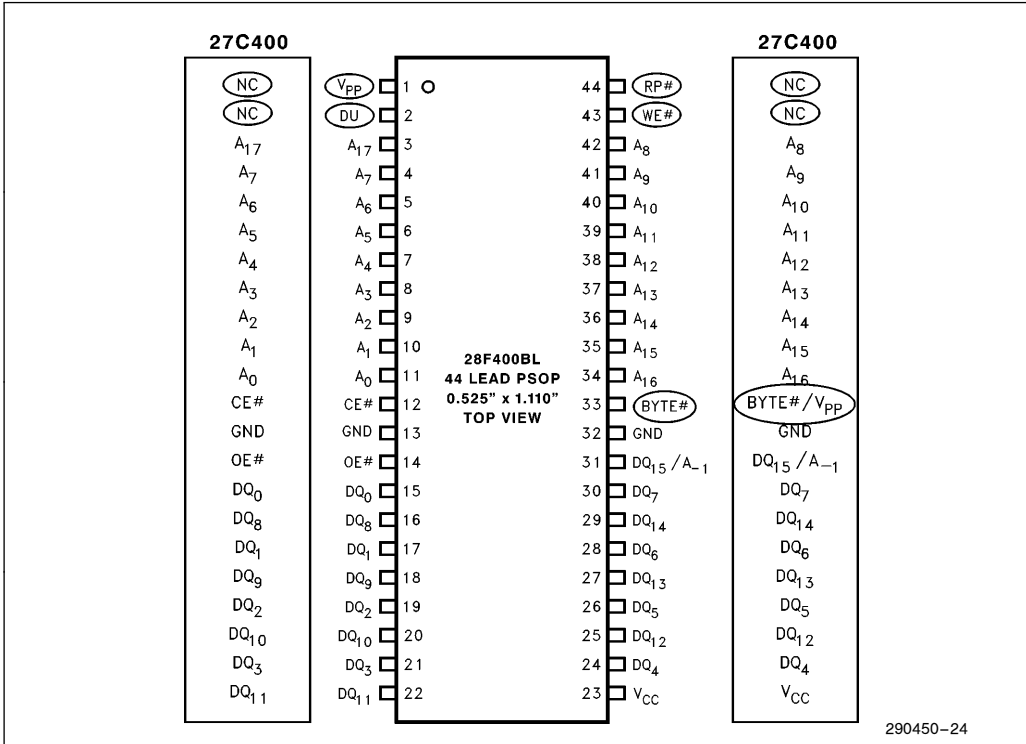 27C400 27C400
NC V_PP 1 44 RP# NC
NC DU 2 43 WE# NC
A17 A17 3 42 A8 A8
A7 A7 4 41 A9 A9
A6 A6 5 40 A10 A10
A5 A5 6 39 A11 A11
A4 A4 7 38 A12 A12
A3 A3 8 37 A13 A13
A2 A2 9 36 A14 A14
A1 A1 10 35 A15 A15
A0 A0 11 34 A16 A16
CE# CE# 12 33 BYTE# BYTE#/VPP
GND GND 13 32 GND GND
OE# OE# 14 31 DQ15/A-1 DQ15/A-1
DQ0 DQ0 15 30 DQ7 DQ7
DQ8 DQ8 16 29 DQ14 DQ14
DQ1 DQ1 17 28 DQ6 DQ6
DQ9 DQ9 18 27 DQ13 DQ13
DQ2 DQ2 19 26 DQ5 DQ5
DQ10 DQ10 20 25 DQ12 DQ12
DQ3 DQ3 21 24 DQ4 DQ4
DQ11 DQ11 22 23 VCC VCC
28F400BL
44 LEAD PSOP
0.525" x 1.110"
TOP VIEW
290450-24